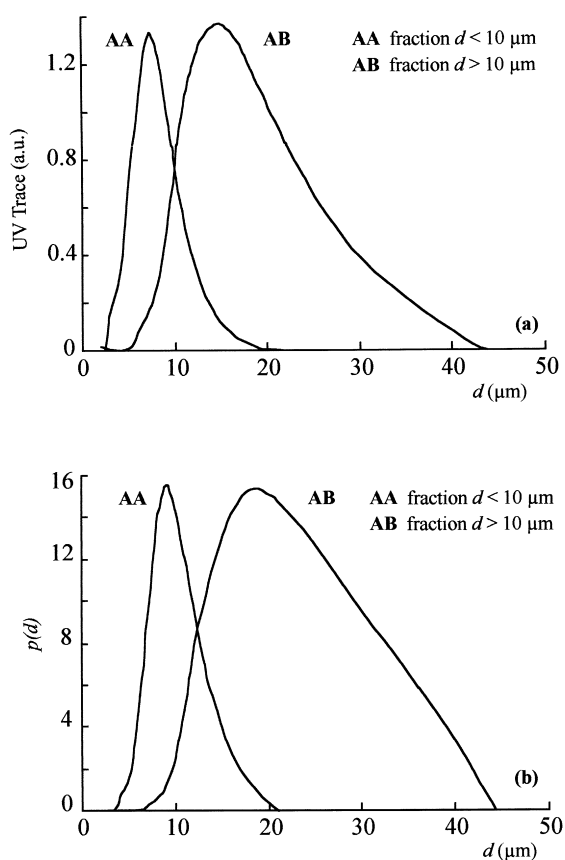 AA AB AA fraction d < 10 µm
AB fraction d > 10 µm
1.2
0.8
0.4
0
UV Trace (a.u.)
(a)
0 10 20 30 40 50
d (µm)
16
AA AB AA fraction d < 10 µm
AB fraction d > 10 µm
12
8
4
0
p(d)
(b)
0 10 20 30 40 50
d (µm)